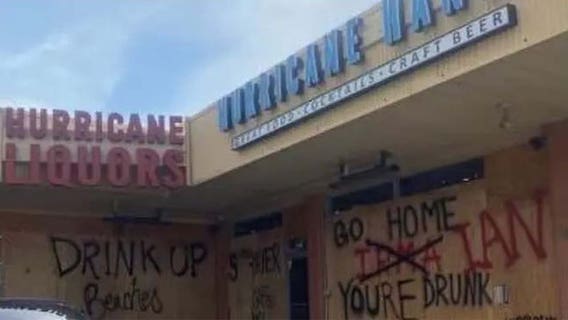 HURRICANE
LIQUORS
HURRICANE HAN
GREAT FOOD • COCKTAILS • CRAFT BEER
DRINK UP
Beaches
GO HOME
IRMA IAN
YOURE DRUNK